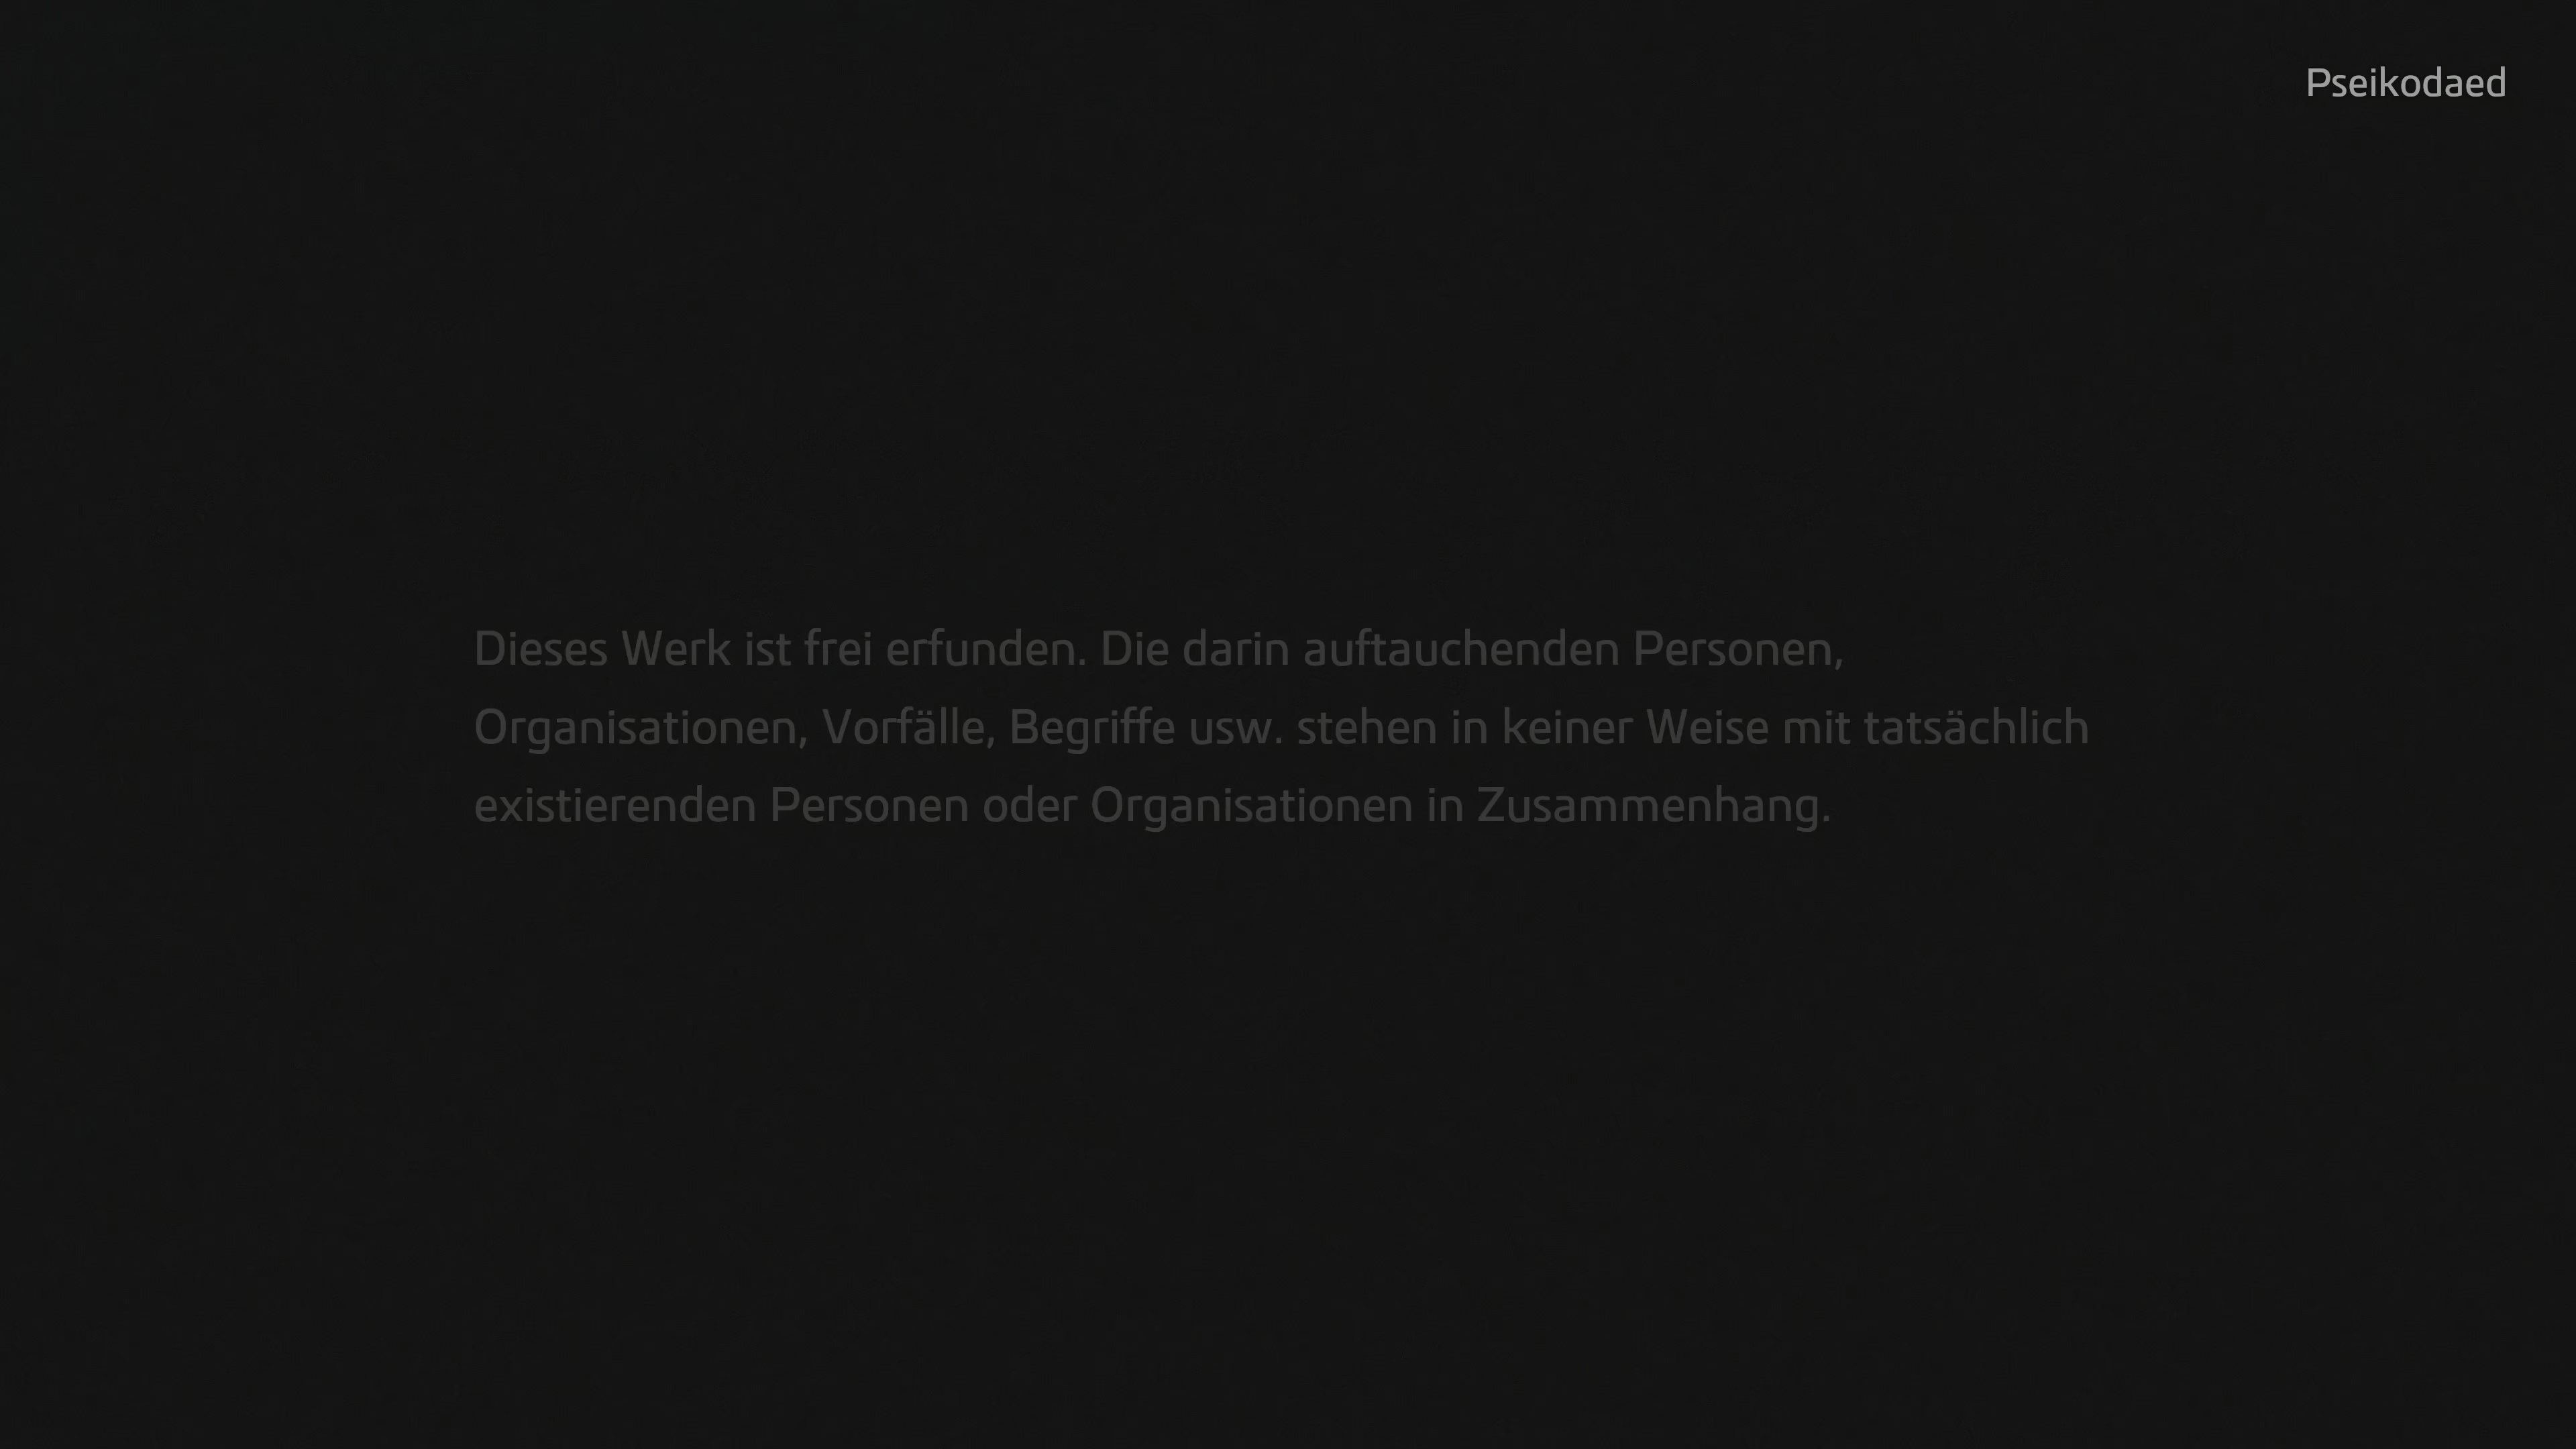 Pseikodaed
Dieses Werk ist frei erfunden. Die darin auftauchenden Personen,
Organisationen, Vorfälle, Begriffe usw. stehen in keiner Weise mit tatsächlich
existierenden Personen oder Organisationen in Zusammenhang.